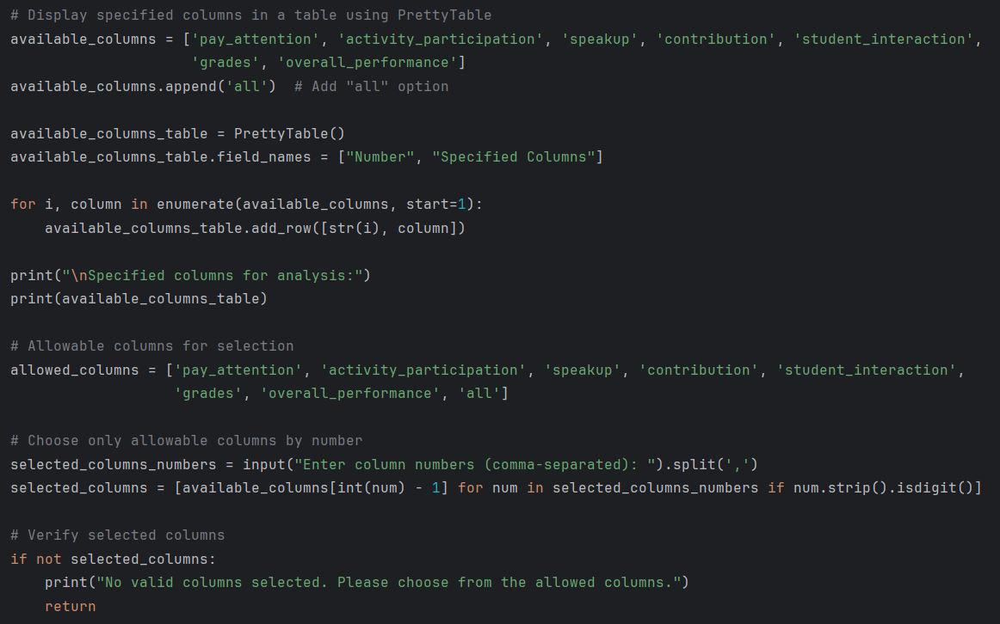 # Display specified columns in a table using PrettyTable
available_columns = ['pay_attention', 'activity_participation', 'speakup', 'contribution', 'student_interaction',
                     'grades', 'overall_performance']
available_columns.append('all')  # Add "all" option

available_columns_table = PrettyTable()
available_columns_table.field_names = ["Number", "Specified Columns"]

for i, column in enumerate(available_columns, start=1):
    available_columns_table.add_row([str(i), column])

print("\nSpecified columns for analysis:")
print(available_columns_table)

# Allowable columns for selection
allowed_columns = ['pay_attention', 'activity_participation', 'speakup', 'contribution', 'student_interaction',
                   'grades', 'overall_performance', 'all']

# Choose only allowable columns by number
selected_columns_numbers = input("Enter column numbers (comma-separated): ").split(',')
selected_columns = [available_columns[int(num) - 1] for num in selected_columns_numbers if num.strip().isdigit()]

# Verify selected columns
if not selected_columns:
    print("No valid columns selected. Please choose from the allowed columns.")
    return